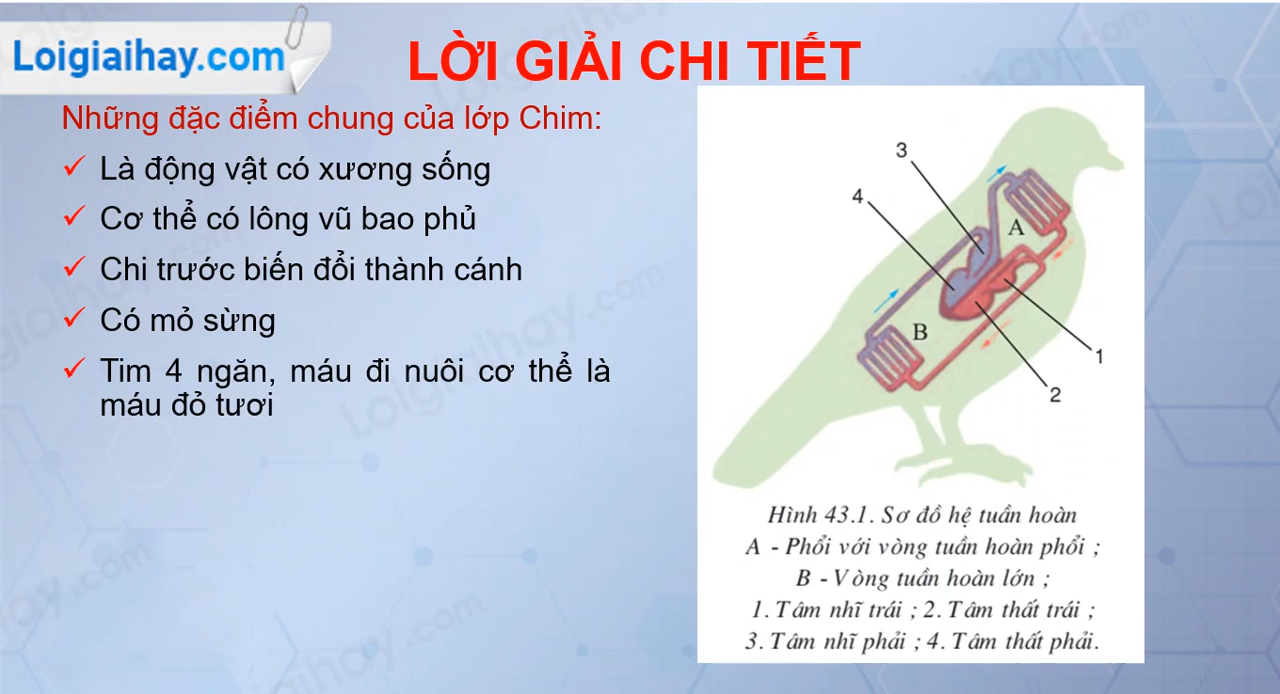 Loigiaihay.com
LỜI GIẢI CHI TIẾT
Những đặc điểm chung của lớp Chim:
Là động vật có xương sống
Cơ thể có lông vũ bao phủ
Chi trước biến đổi thành cánh
Có mỏ sừng
Tim 4 ngăn, máu đi nuôi cơ thể là
máu đỏ tươi
3
4
A
B
1
2
Hình 43.1. Sơ đồ hệ tuần hoàn
A - Phổi với vòng tuần hoàn phổi ;
B - Vòng tuần hoàn lớn ;
1. Tâm nhĩ trái ; 2. Tâm thất trái ;
3. Tâm nhĩ phải ; 4. Tâm thất phải.